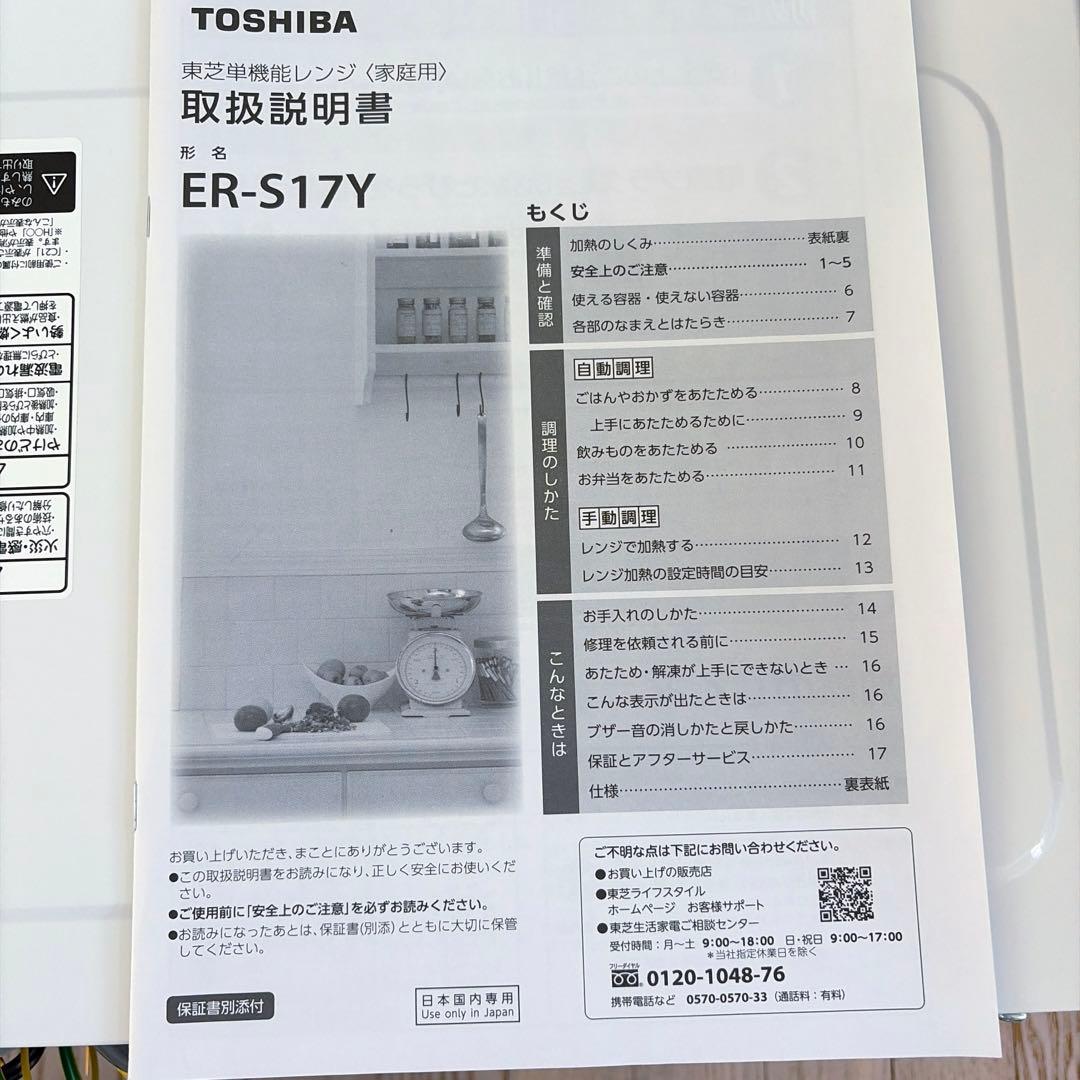 TOSHIBA
東芝単機能レンジ〈家庭用〉
取扱説明書
形 名
ER-S17Y
もくじ
準備と確認
加熱のしくみ……………………表紙裏
安全上のご注意…………………… 1〜5
使える容器・使えない容器…………… 6
各部のなまえとはたらき……………… 7
調理のしかた
自動調理
ごはんやおかずをあたためる………… 8
上手にあたためるために…………… 9
飲みものをあたためる ……………… 10
お弁当をあたためる………………… 11
手動調理
レンジで加熱する…………………… 12
レンジ加熱の設定時間の目安………… 13
こんなときは
お手入れのしかた…………………… 14
修理を依頼される前に……………… 15
あたため・解凍が上手にできないとき … 16
こんな表示が出たときは…………… 16
ブザー音の消しかたと戻しかた……… 16
保証とアフターサービス…………… 17
仕様………………………………裏表紙
お買い上げいただき、まことにありがとうございます。
●この取扱説明書をお読みになり、正しく安全にお使いくだ
さい。
●ご使用前に「安全上のご注意」を必ずお読みください。
●お読みになったあとは、保証書(別添)とともに大切に保管
してください。
保証書別添付
日本国内専用
Use only in Japan
ご不明な点は下記にお問い合わせください。
●お買い上げの販売店
●東芝ライフスタイル
ホームページ お客様サポート
●東芝生活家電ご相談センター
受付時間：月〜土 9:00〜18:00 日・祝日 9:00〜17:00
＊当社指定休業日を除く
フリーダイヤル
0120-1048-76
携帯電話など 0570-0570-33（通話料：有料）